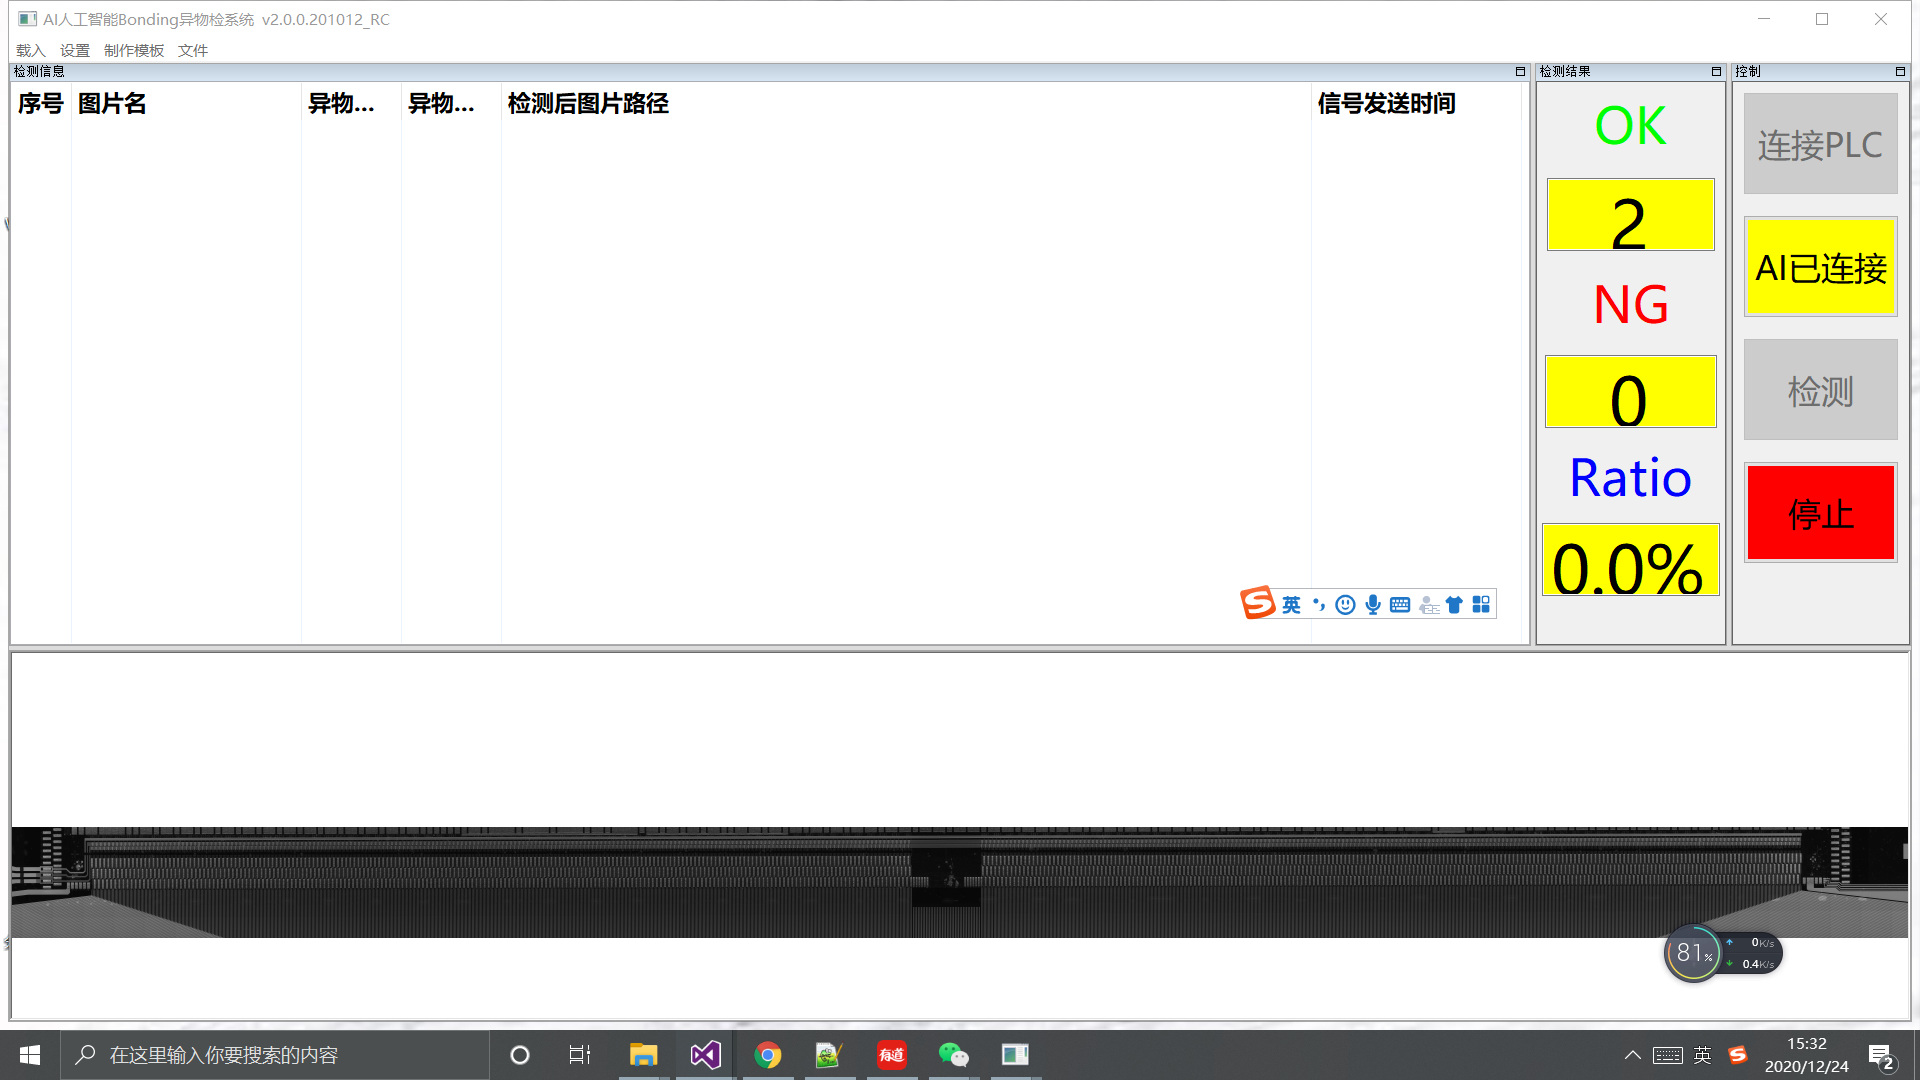 AI人工智能Bonding异物检系统 v2.0.0.201012_RC
载入 设置 制作模板 文件
检测信息
序号 图片名 异物... 异物... 检测后图片路径 信号发送时间
检测结果
OK
2
NG
0
Ratio
0.0%
控制
连接PLC
AI已连接
检测
停止
英
81%
0K/s
0.4K/s
在这里输入你要搜索的内容
有道
英
15:32
2020/12/24
2